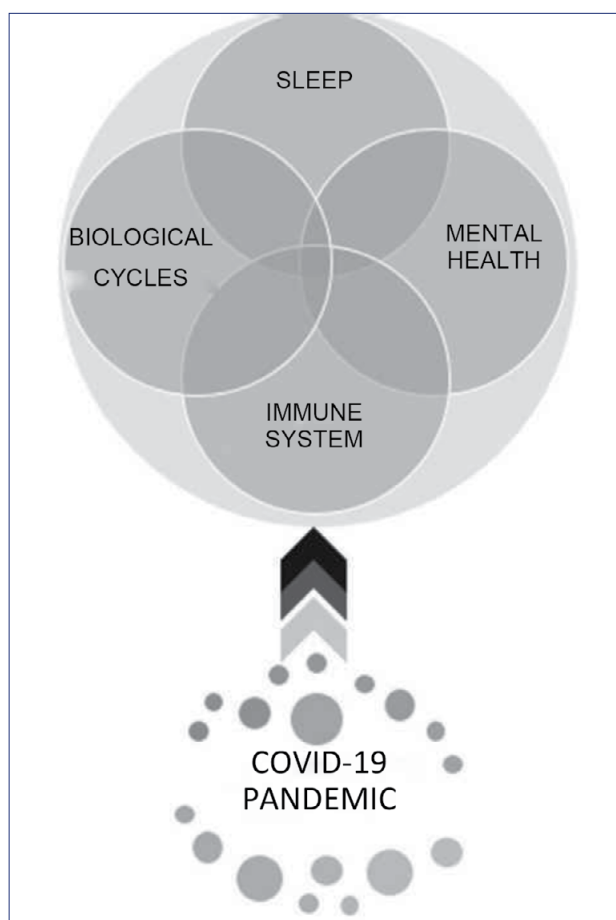 SLEEP
BIOLOGICAL
CYCLES
MENTAL
HEALTH
IMMUNE
SYSTEM
COVID-19
PANDEMIC